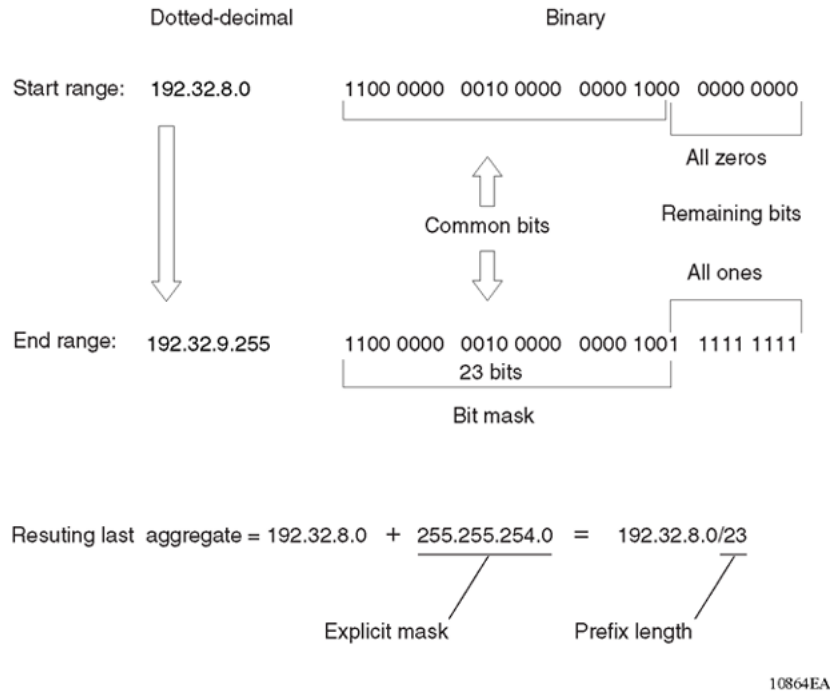 Dotted-decimal Binary
Start range: 192.32.8.0 1100 0000 0010 0000 0000 1000 0000 0000
All zeros
Common bits Remaining bits
All ones
End range: 192.32.9.255 1100 0000 0010 0000 0000 1001 1111 1111
23 bits
Bit mask
Resuting last aggregate = 192.32.8.0 + 255.255.254.0 = 192.32.8.0/23
Explicit mask Prefix length
10864EA